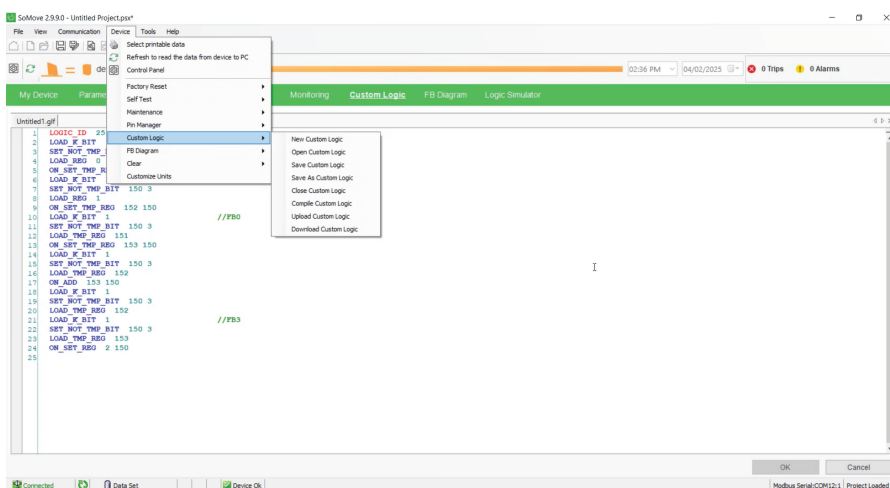 SoMove 2.9.9.0 - Untitled Project.psx*
File View Communication Device Tools Help
Select printable data
Refresh to read the data from device to PC
Control Panel
Factory Reset
Self Test
Maintenance
Pin Manager
Custom Logic
FB Diagram
Clear
Customize Units
New Custom Logic
Open Custom Logic
Save Custom Logic
Save As Custom Logic
Close Custom Logic
Compile Custom Logic
Upload Custom Logic
Download Custom Logic
de 02:36 PM 04/02/2025 0 Trips 0 Alarms
My Device Parame Monitoring Custom Logic FB Diagram Logic Simulator
Untitled1.glf
1 LOGIC_ID 25
2 LOAD_K_BIT
3 SET_NOT_TMP_
4 LOAD_REG 0
5 ON_SET_TMP_R
6 LOAD_K_BIT
7 SET_NOT_TMP_BIT 150 3
8 LOAD_REG 1
9 ON_SET_TMP_REG 152 150
10 LOAD_K_BIT 1 //FB0
11 SET_NOT_TMP_BIT 150 3
12 LOAD_TMP_REG 151
13 ON_SET_TMP_REG 153 150
14 LOAD_K_BIT 1
15 SET_NOT_TMP_BIT 150 3
16 LOAD_TMP_REG 152
17 ON_ADD 153 150
18 LOAD_K_BIT 1
19 SET_NOT_TMP_BIT 150 3
20 LOAD_TMP_REG 152
21 LOAD_K_BIT 1 //FB3
22 SET_NOT_TMP_BIT 150 3
23 LOAD_TMP_REG 153
24 ON_SET_REG 2 150
25
OK Cancel
Connected Data Set Device Ok Modbus Serial:COM12:1 Project Loaded